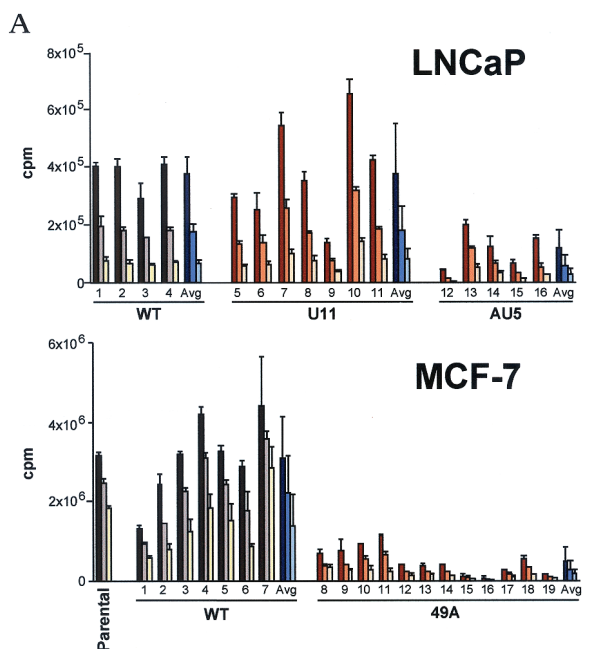 A
LNCaP
8x10⁵
6x10⁵
4x10⁵
2x10⁵
0
cpm
1 2 3 4 Avg 5 6 7 8 9 10 11 Avg 12 13 14 15 16 Avg
WT U11 AU5
MCF-7
6x10⁶
4x10⁶
2x10⁶
0
cpm
Parental
1 2 3 4 5 6 7 Avg 8 9 10 11 12 13 14 15 16 17 18 19 Avg
WT 49A